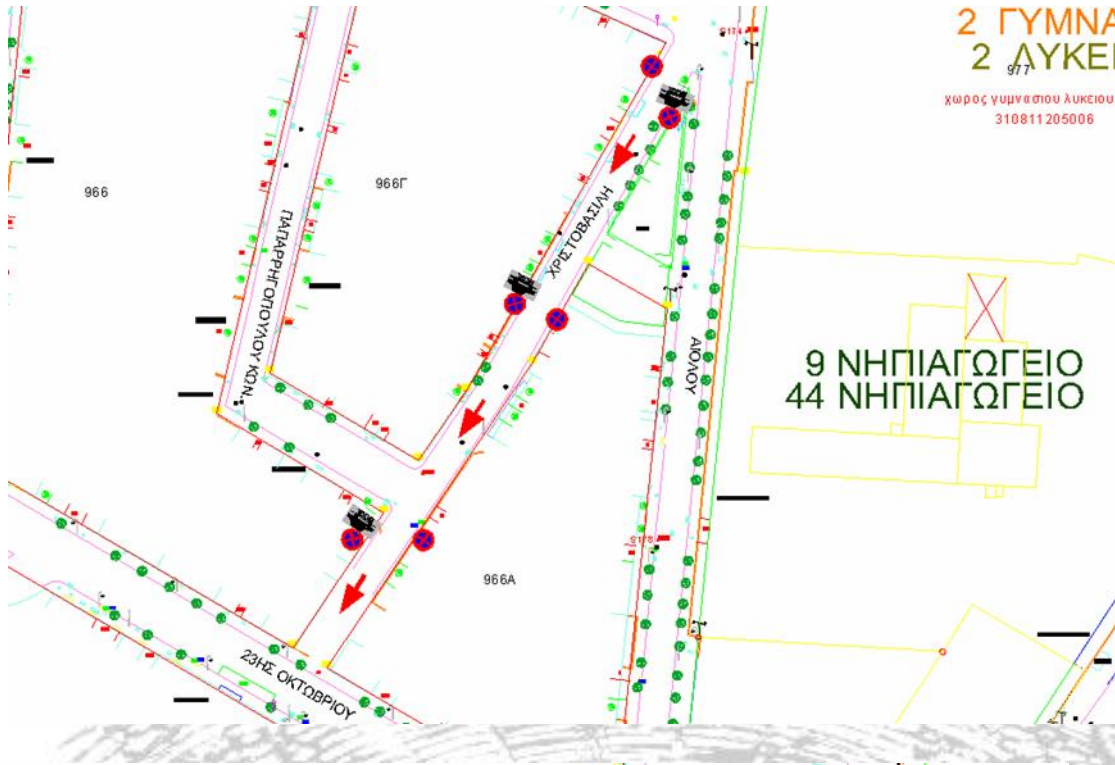 2 ΓΥΜΝΑ
2 ΛΥΚΕΙ
977
χωρος γυμνασιου λυκειου
310811205006
966
966Γ
ΠΑΠΑΡΡΗΓΟΠΟΥΛΟΥ ΚΩΝ.
ΧΡΙΣΤΟΒΑΣΙΛΗ
ΑΙΟΛΟΥ
9 ΝΗΠΙΑΓΩΓΕΙΟ
44 ΝΗΠΙΑΓΩΓΕΙΟ
966Α
23ΗΣ ΟΚΤΩΒΡΙΟΥ